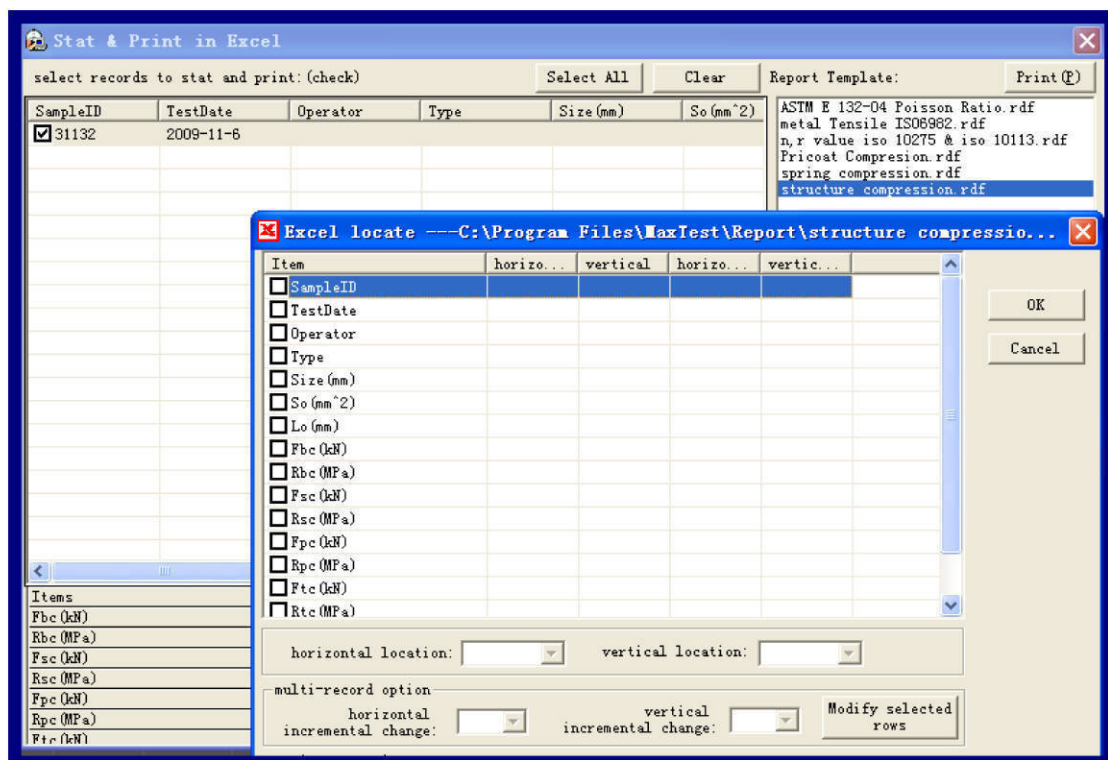 Stat & Print in Excel
select records to stat and print:(check) Select All Clear Report Template: Print(P)
SampleID TestDate Operator Type Size(mm) So(mm^2)
31132 2009-11-6
ASTM E 132-04 Poisson Ratio.rdf
metal Tensile ISO6982.rdf
n,r value iso 10275 & iso 10113.rdf
Pricoat Compresion.rdf
spring compression.rdf
structure compression.rdf
Excel locate ---C:\Program Files\MaxTest\Report\structure compressio...
Item horizo... vertical horizo... vertic...
SampleID
TestDate
Operator
Type
Size(mm)
So(mm^2)
Lo(mm)
Fbc(kN)
Rbc(MPa)
Fsc(kN)
Rsc(MPa)
Fpc(kN)
Rpc(MPa)
Ftc(kN)
Rtc(MPa)
OK
Cancel
Items
Fbc(kN)
Rbc(MPa)
Fsc(kN)
Rsc(MPa)
Fpc(kN)
Rpc(MPa)
Ftc(kN)
horizontal location: vertical location:
multi-record option
horizontal
incremental change:
vertical
incremental change:
Modify selected
rows